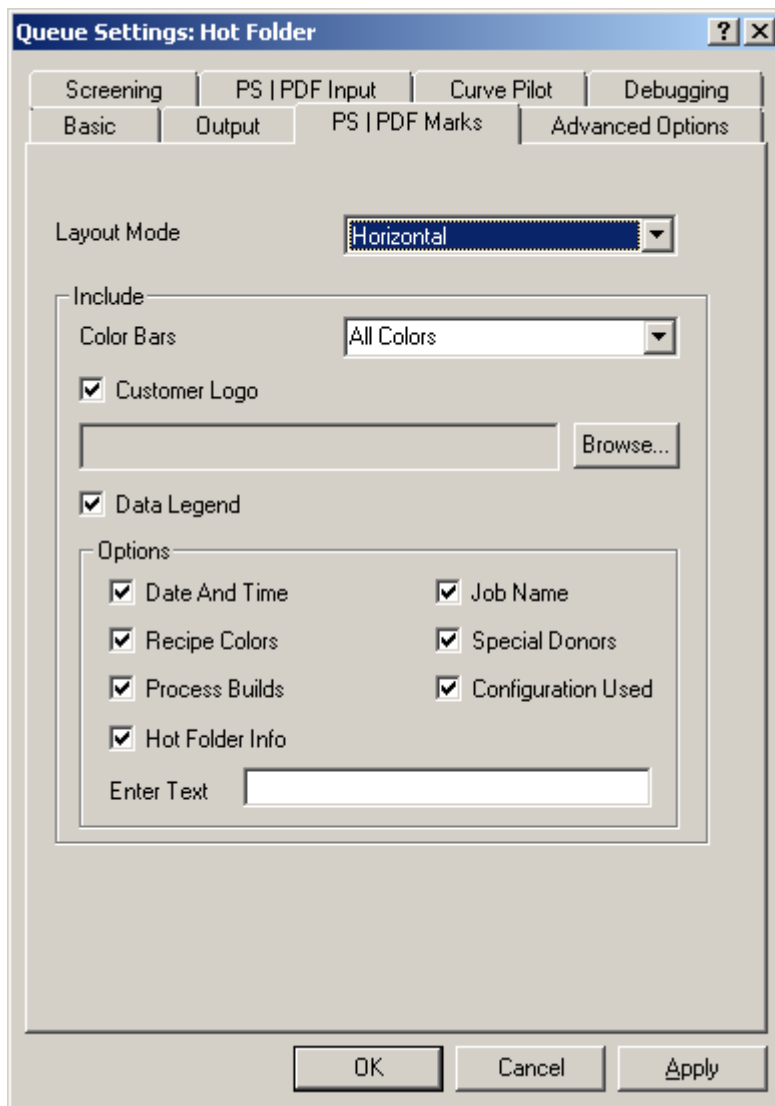 Queue Settings: Hot Folder
Screening PS | PDF Input Curve Pilot Debugging
Basic Output PS | PDF Marks Advanced Options
Layout Mode Horizontal
Include
Color Bars All Colors
Customer Logo
Browse...
Data Legend
Options
Date And Time Job Name
Recipe Colors Special Donors
Process Builds Configuration Used
Hot Folder Info
Enter Text
OK Cancel Apply